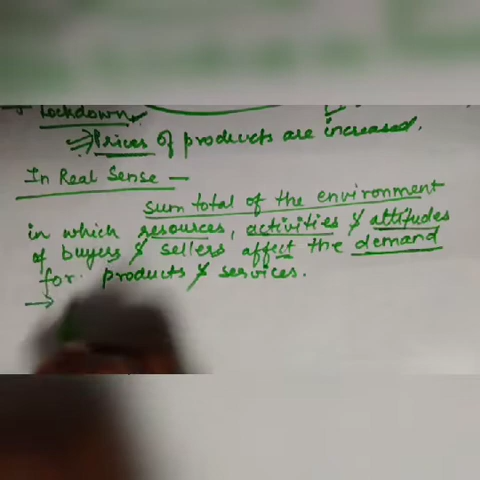 Lockdown
⇒ Prices of products are increased.
In Real Sense —
Sum total of the environment
in which resources, activities & attitudes
of buyers & sellers affect the demand
for products & services.
→